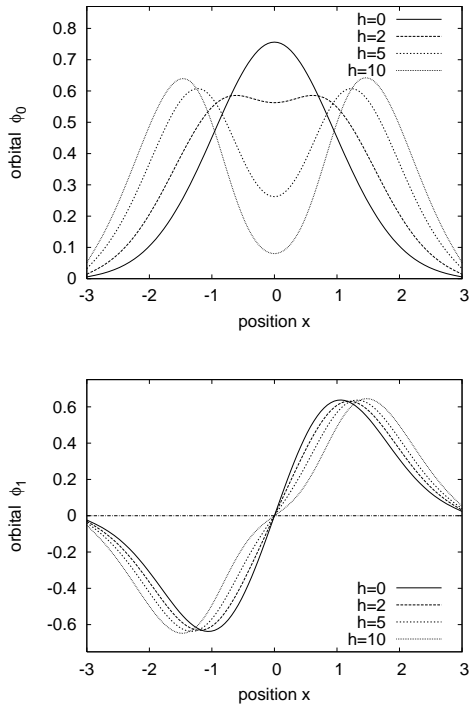 0.8
0.7
0.6
0.5
0.4
0.3
0.2
0.1
0
orbital ϕ0
h=0
h=2
h=5
h=10
-3 -2 -1 0 1 2 3
position x
0.6
0.4
0.2
0
-0.2
-0.4
-0.6
orbital ϕ1
h=0
h=2
h=5
h=10
-3 -2 -1 0 1 2 3
position x